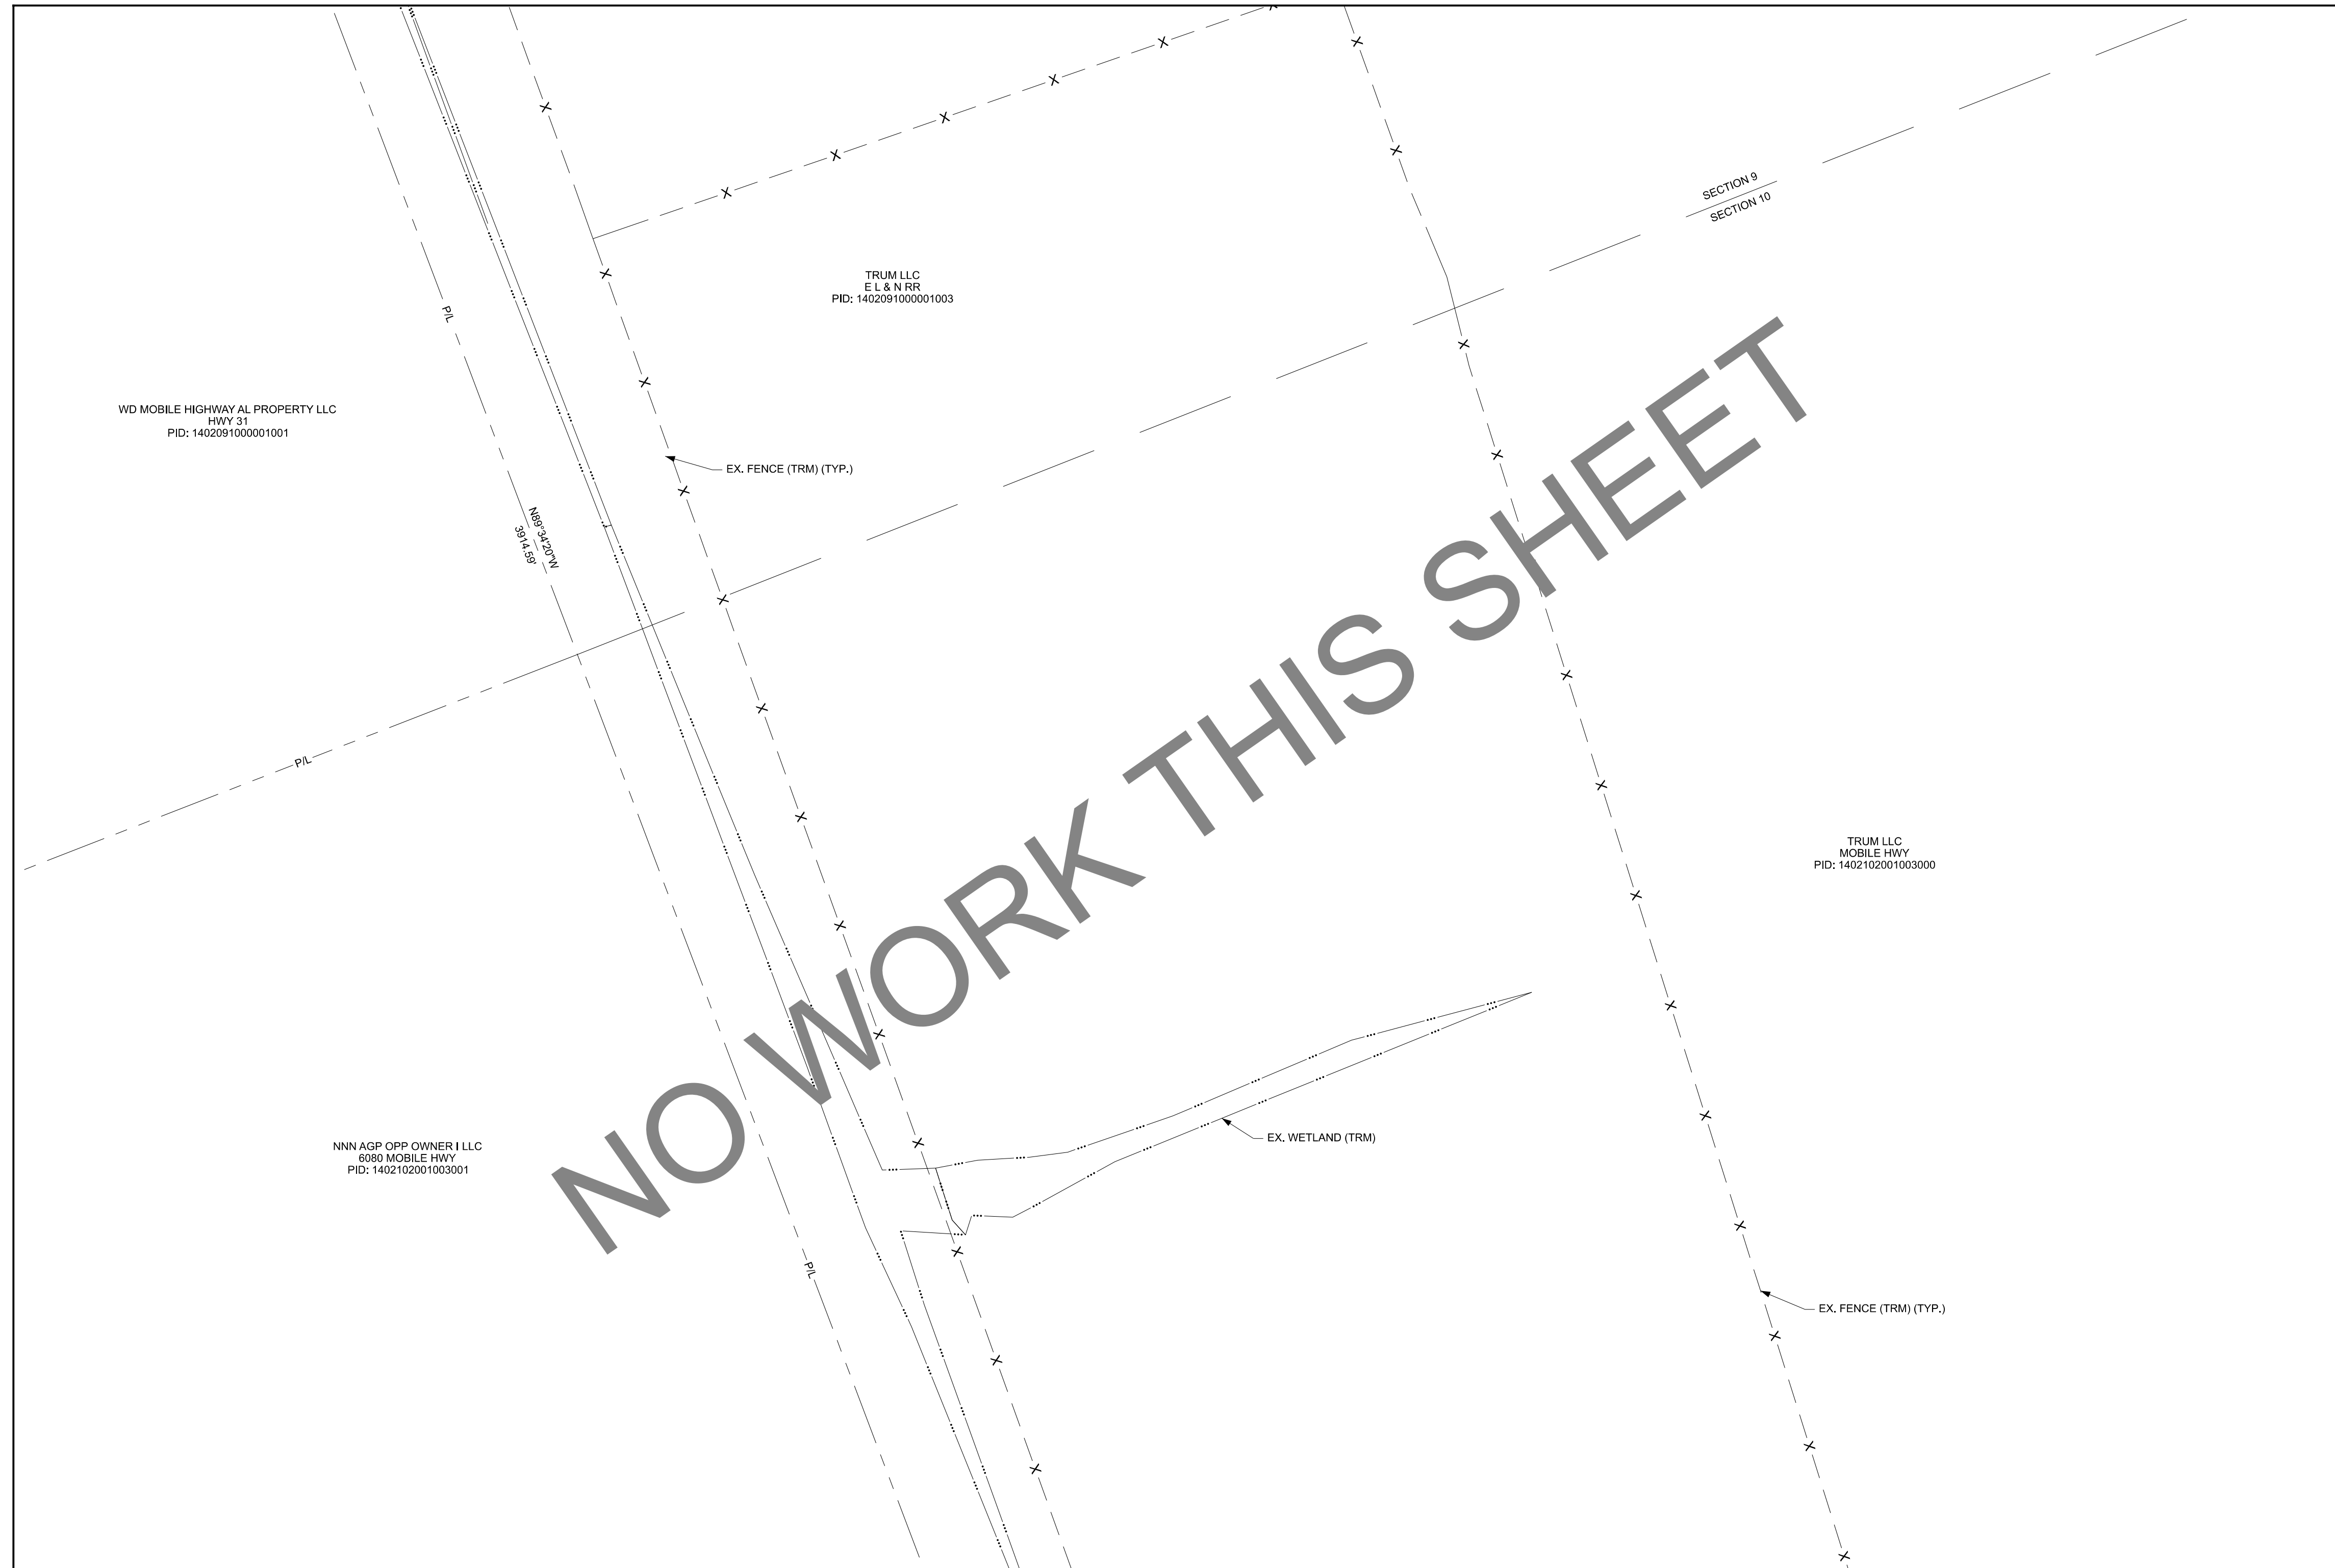 SECTION 9
SECTION 10
TRUM LLC
E L & N RR
PID: 1402091000001003
P/L
WD MOBILE HIGHWAY AL PROPERTY LLC
HWY 31
PID: 1402091000001001
EX. FENCE (TRM) (TYP.)
N89°34'20"W
3914.59'
P/L
NO WORK THIS SHEET
TRUM LLC
MOBILE HWY
PID: 1402102001003000
EX. WETLAND (TRM)
NNN AGP OPP OWNER I LLC
6080 MOBILE HWY
PID: 1402102001003001
P/L
EX. FENCE (TRM) (TYP.)